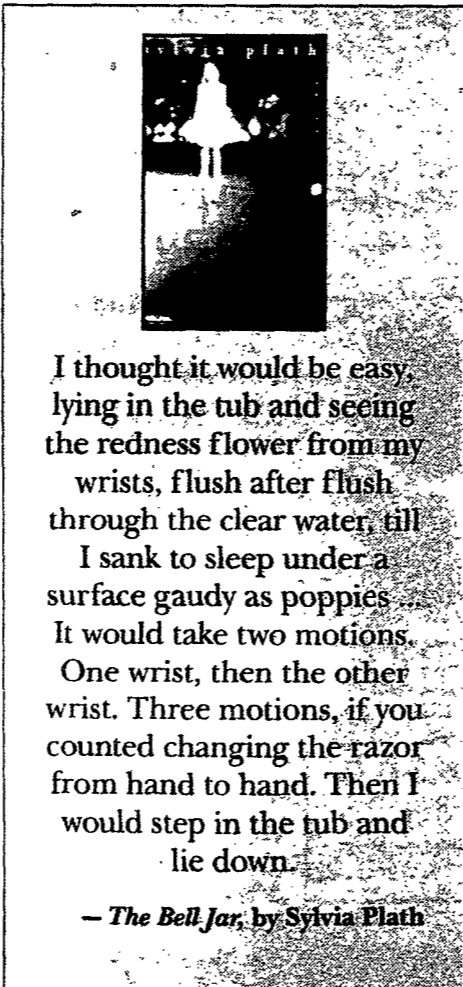 sylvia plath
I thought it would be easy,
lying in the tub and seeing
the redness flower from my
wrists, flush after flush
through the clear water, till
I sank to sleep under a
surface gaudy as poppies ...
It would take two motions.
One wrist, then the other
wrist. Three motions, if you
counted changing the razor
from hand to hand. Then I
would step in the tub and
lie down.
— The Bell Jar, by Sylvia Plath